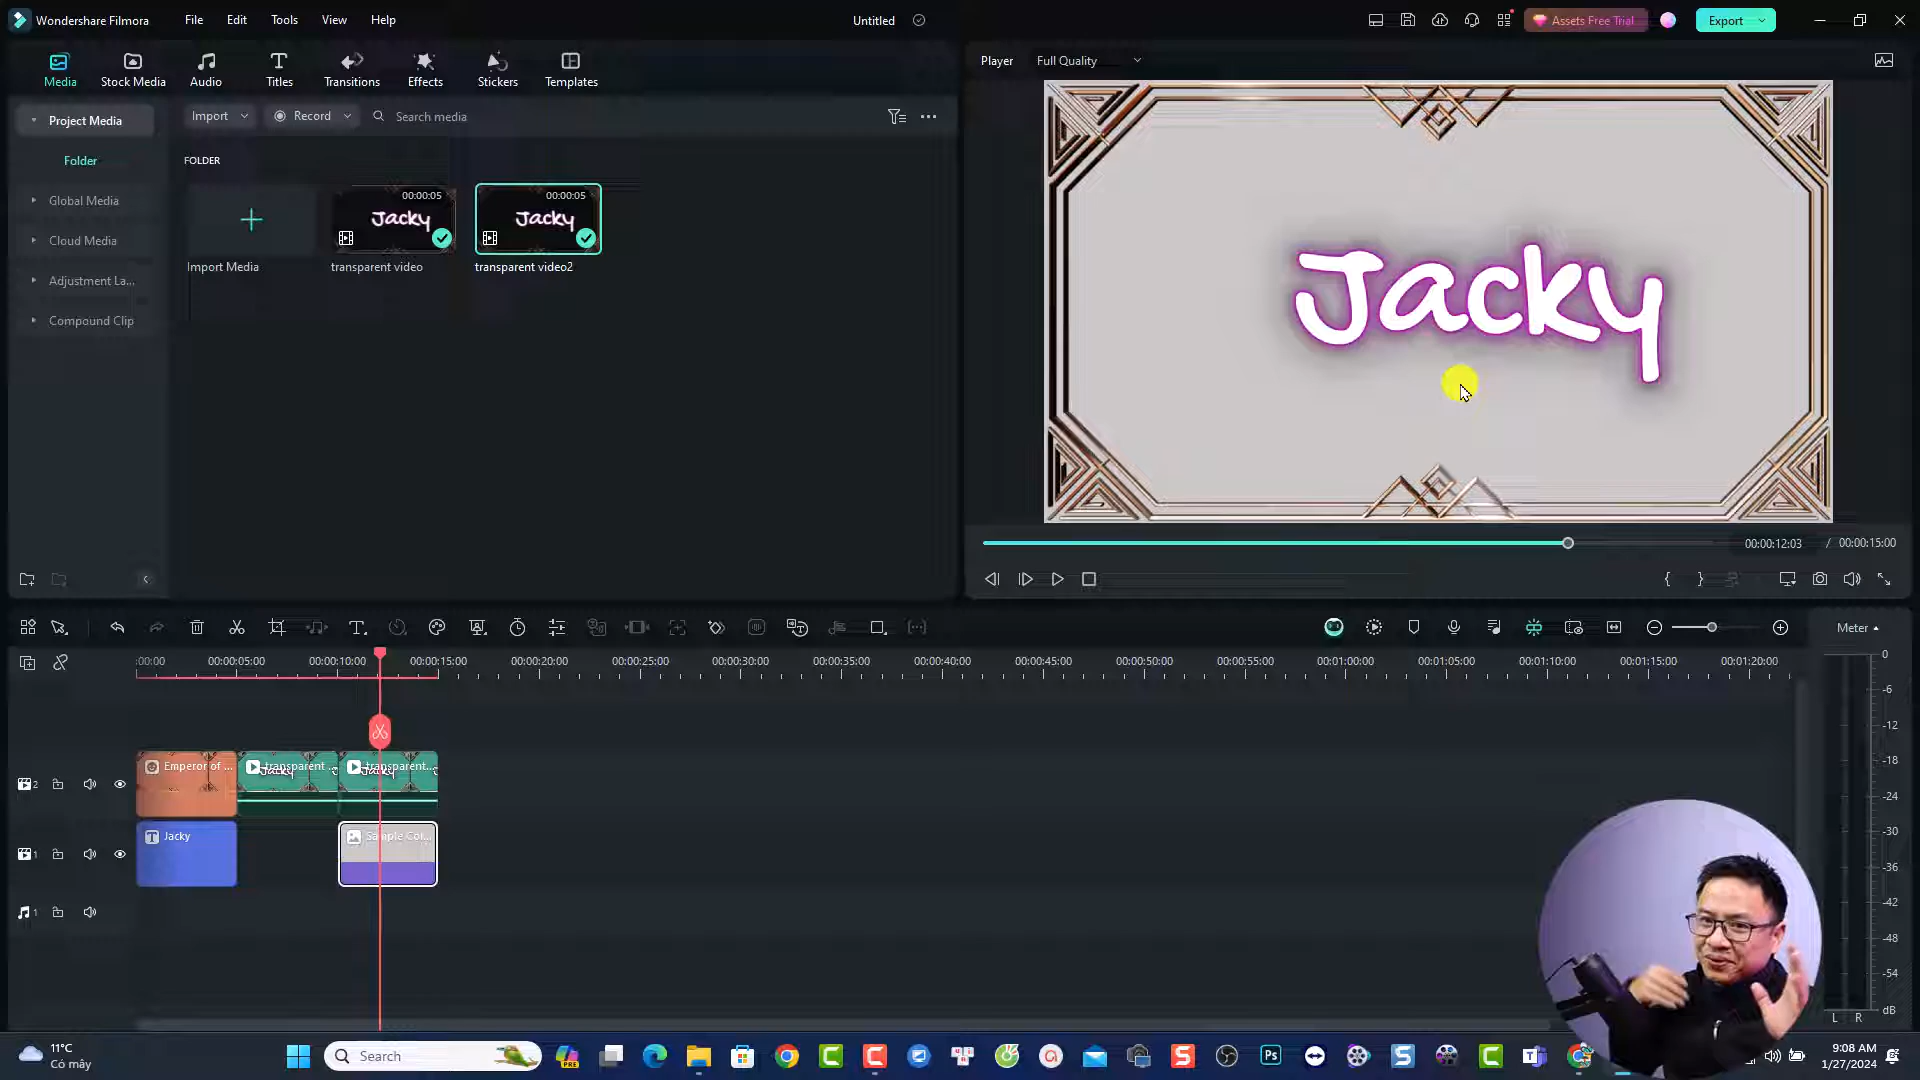 Wondershare Filmora
File
Edit
Tools
View
Help
Untitled
Assets Free Trial
Export
Media
Stock Media
Audio
Titles
Transitions
Effects
Stickers
Templates
Player
Full Quality
Project Media
Folder
Global Media
Cloud Media
Adjustment La...
Compound Clip
Import
Record
Search media
FOLDER
Import Media
00:00:05
Jacky
transparent video
00:00:05
Jacky
transparent video2
Jacky
00:00:12:03 / 00:00:15:00
Meter
:00:00
00:00:05:00
00:00:10:00
00:00:15:00
00:00:20:00
00:00:25:00
00:00:30:00
00:00:35:00
00:00:40:00
00:00:45:00
00:00:50:00
00:00:55:00
00:01:00:00
00:01:05:00
00:01:10:00
00:01:15:00
00:01:20:00
0
-6
-12
-18
-24
-30
-36
-42
-48
-54
dB
L R
2
Emperor of ...
transparent ...
transparent...
1
Jacky
Sample Col...
1
11°C
Có mây
Search
PRE
Ps
9:08 AM
1/27/2024